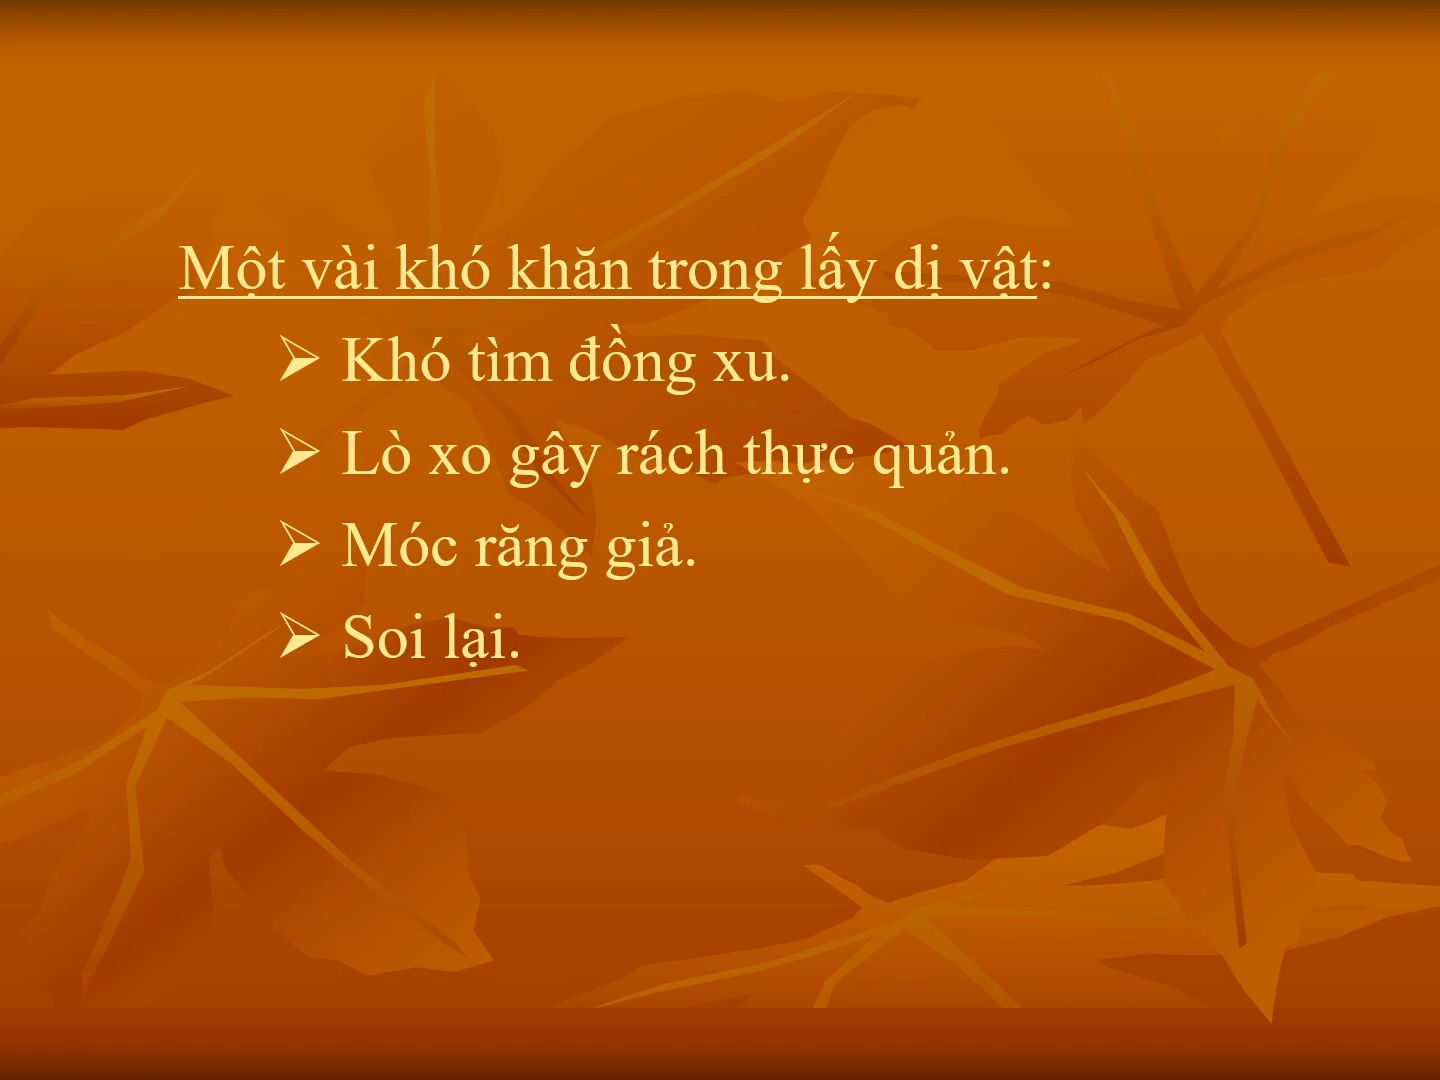 Một vài khó khăn trong lấy dị vật:
➢ Khó tìm đồng xu.
➢ Lò xo gây rách thực quản.
➢ Móc răng giả.
➢ Soi lại.